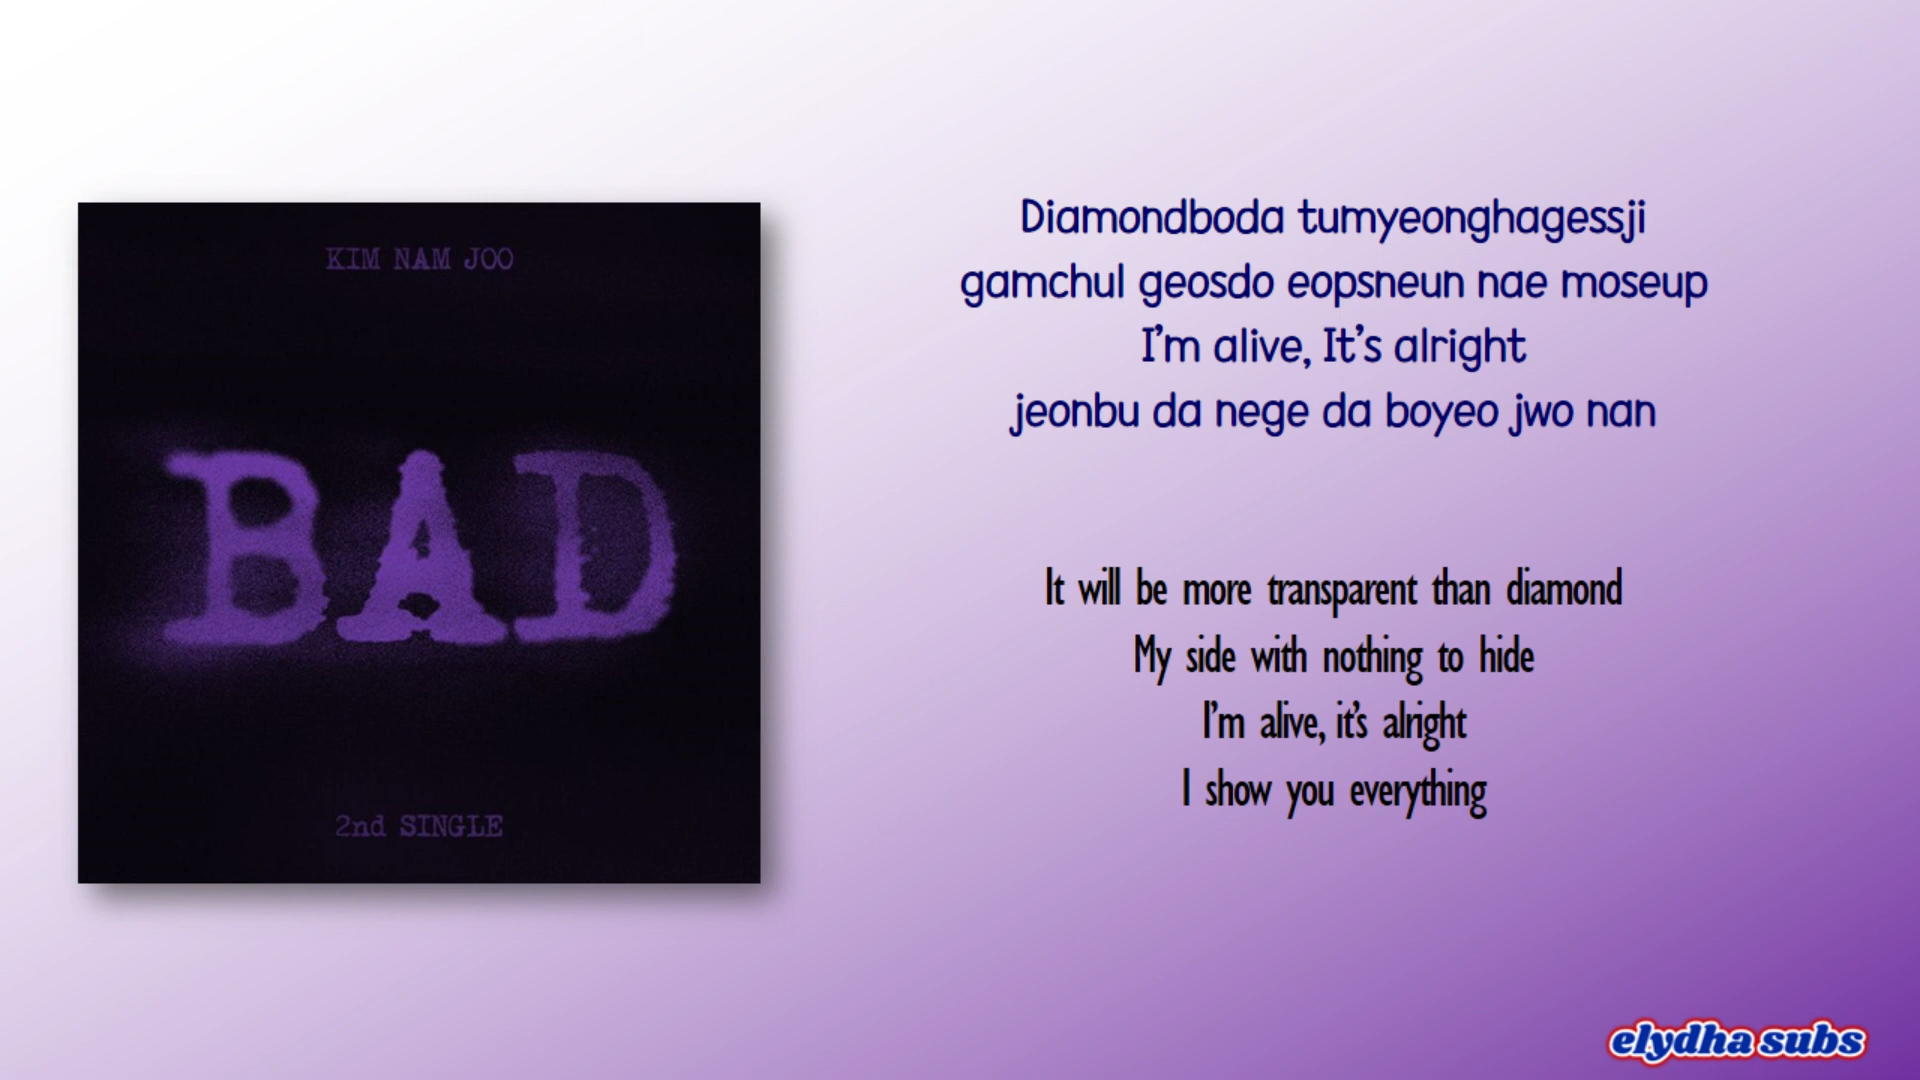 KIM NAM JOO
BAD
2nd SINGLE
Diamondboda tumyeonghagessji
gamchul geosdo eopsneun nae moseup
I'm alive, It's alright
jeonbu da nege da boyeo jwo nan
It will be more transparent than diamond
My side with nothing to hide
I'm alive, it's alright
I show you everything
elydha subs